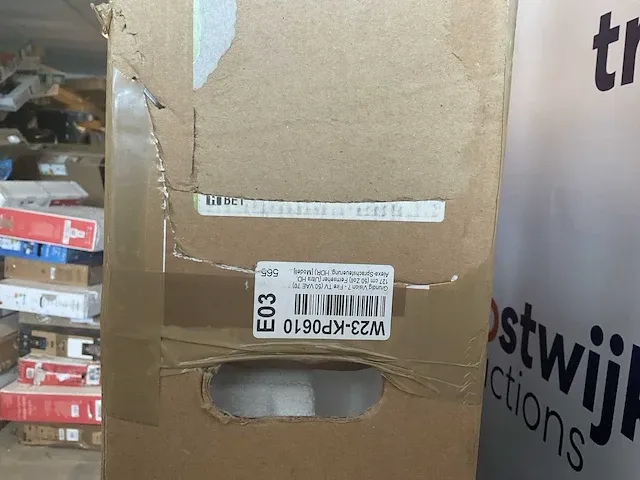 tr
BET
W23-KP0610
E03
Grundig Vision 7 - Fire TV (50 VAE 70)
127 cm (50 Zoll) Fernseher (Ultra HD,
Alexa-Sprachsteuerung, HDR) [Modell
565
ostwijk
ctions